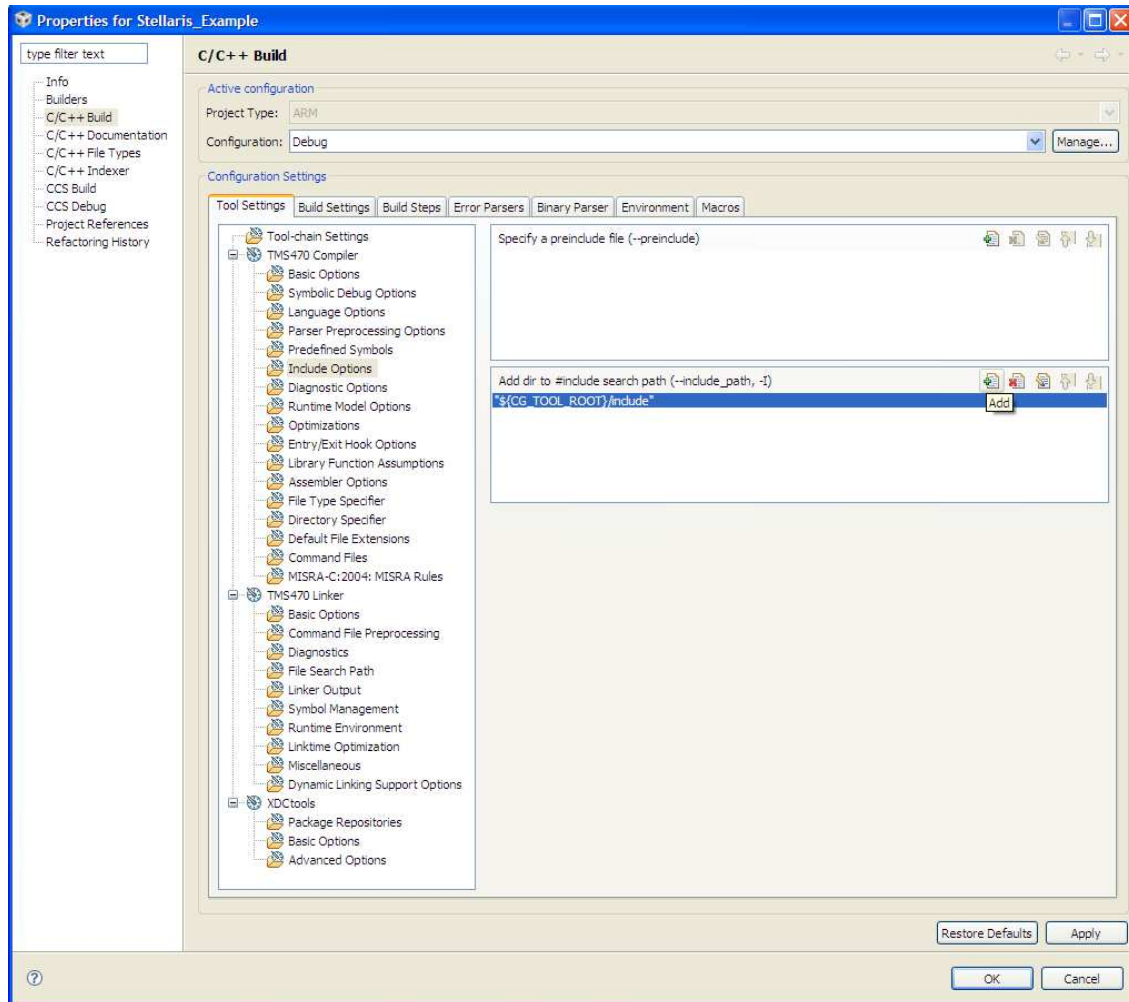 Properties for Stellaris_Example
type filter text
Info
Builders
C/C++ Build
C/C++ Documentation
C/C++ File Types
C/C++ Indexer
CCS Build
CCS Debug
Project References
Refactoring History
C/C++ Build
Active configuration
Project Type: ARM
Configuration: Debug Manage...
Configuration Settings
Tool Settings Build Settings Build Steps Error Parsers Binary Parser Environment Macros
Tool-chain Settings
TMS470 Compiler
Basic Options
Symbolic Debug Options
Language Options
Parser Preprocessing Options
Predefined Symbols
Include Options
Diagnostic Options
Runtime Model Options
Optimizations
Entry/Exit Hook Options
Library Function Assumptions
Assembler Options
File Type Specifier
Directory Specifier
Default File Extensions
Command Files
MISRA-C:2004: MISRA Rules
TMS470 Linker
Basic Options
Command File Preprocessing
Diagnostics
File Search Path
Linker Output
Symbol Management
Runtime Environment
Linktime Optimization
Miscellaneous
Dynamic Linking Support Options
XDCtools
Package Repositories
Basic Options
Advanced Options
Specify a preinclude file (--preinclude)
Add dir to #include search path (--include_path, -I)
"${CG_TOOL_ROOT}/include"
Add
Restore Defaults Apply
OK Cancel